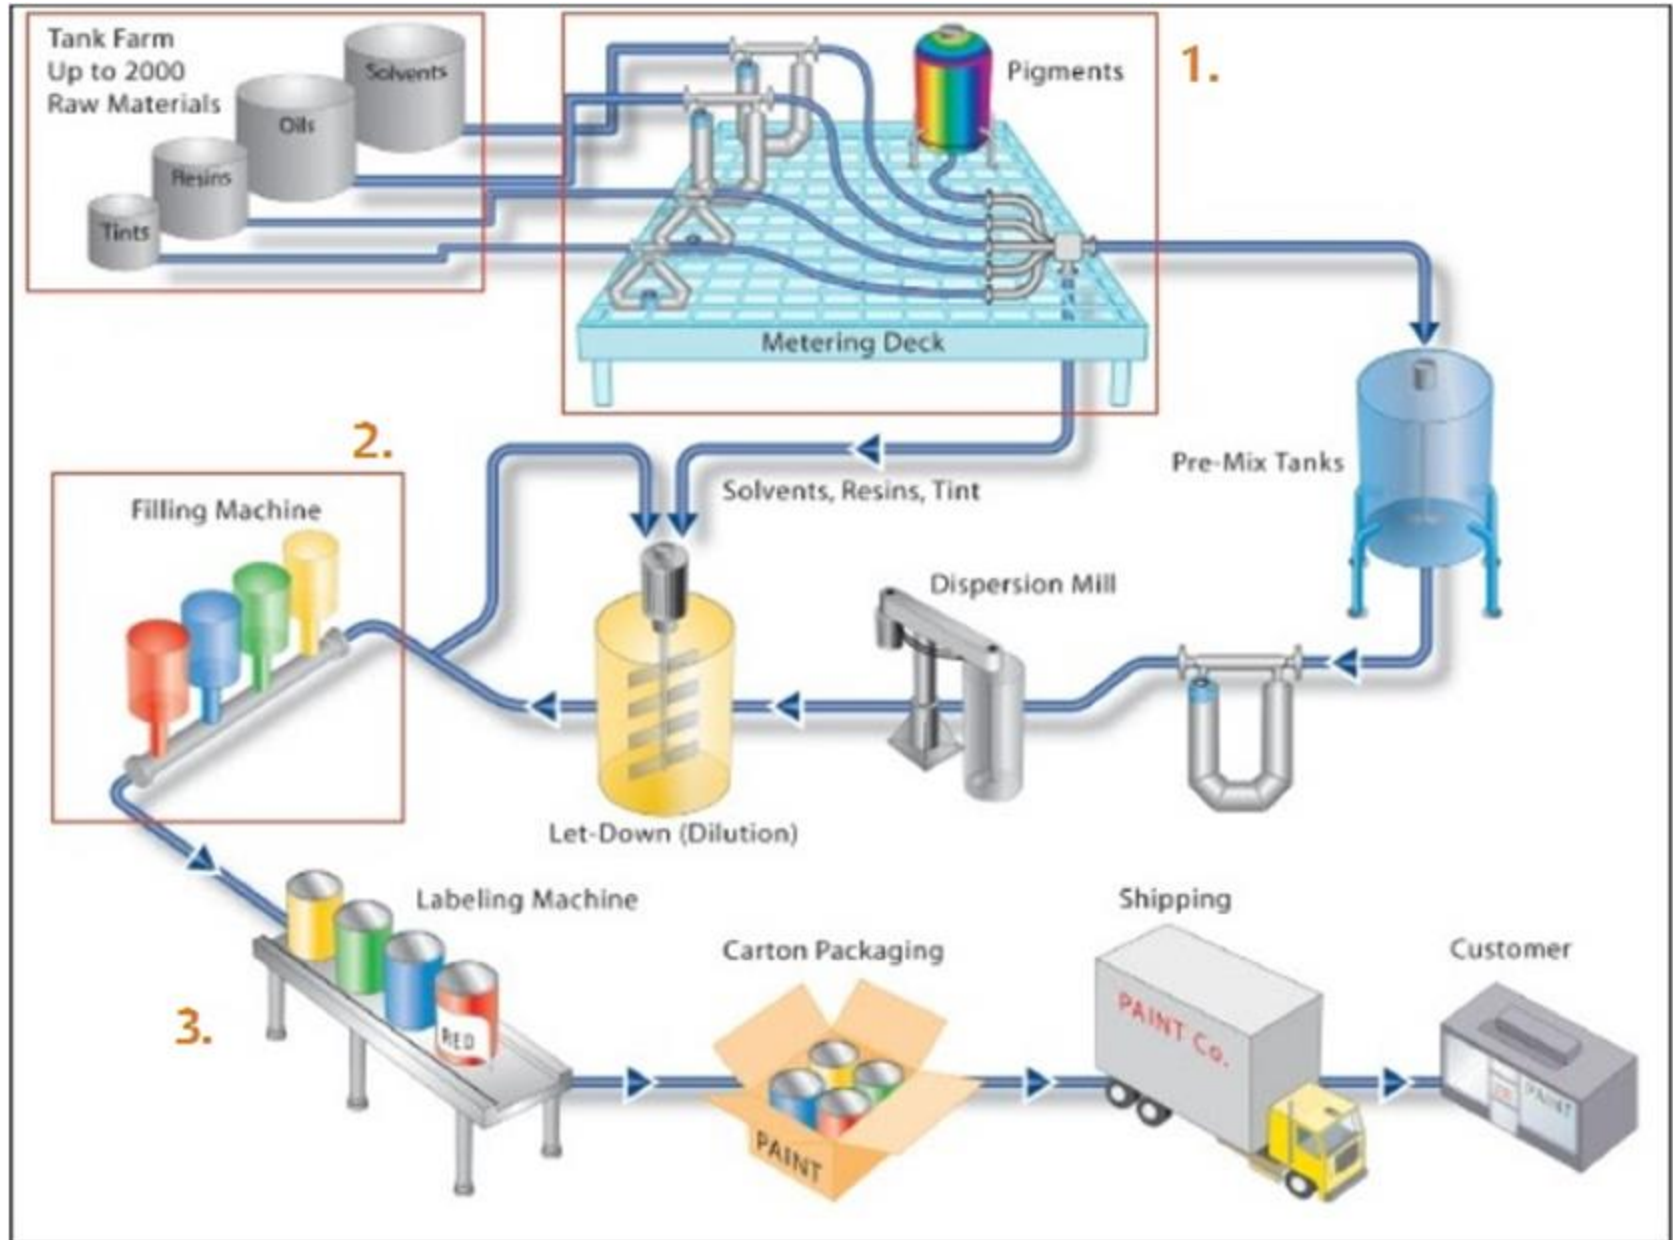 Tank Farm
Up to 2000
Raw Materials
Solvents
Oils
Resins
Tints
Pigments
1.
Metering Deck
Pre-Mix Tanks
2.
Solvents, Resins, Tint
Filling Machine
Dispersion Mill
Let-Down (Dilution)
Labeling Machine
3.
RED
Carton Packaging
PAINT
Shipping
PAINT Co.
Customer
PAINT